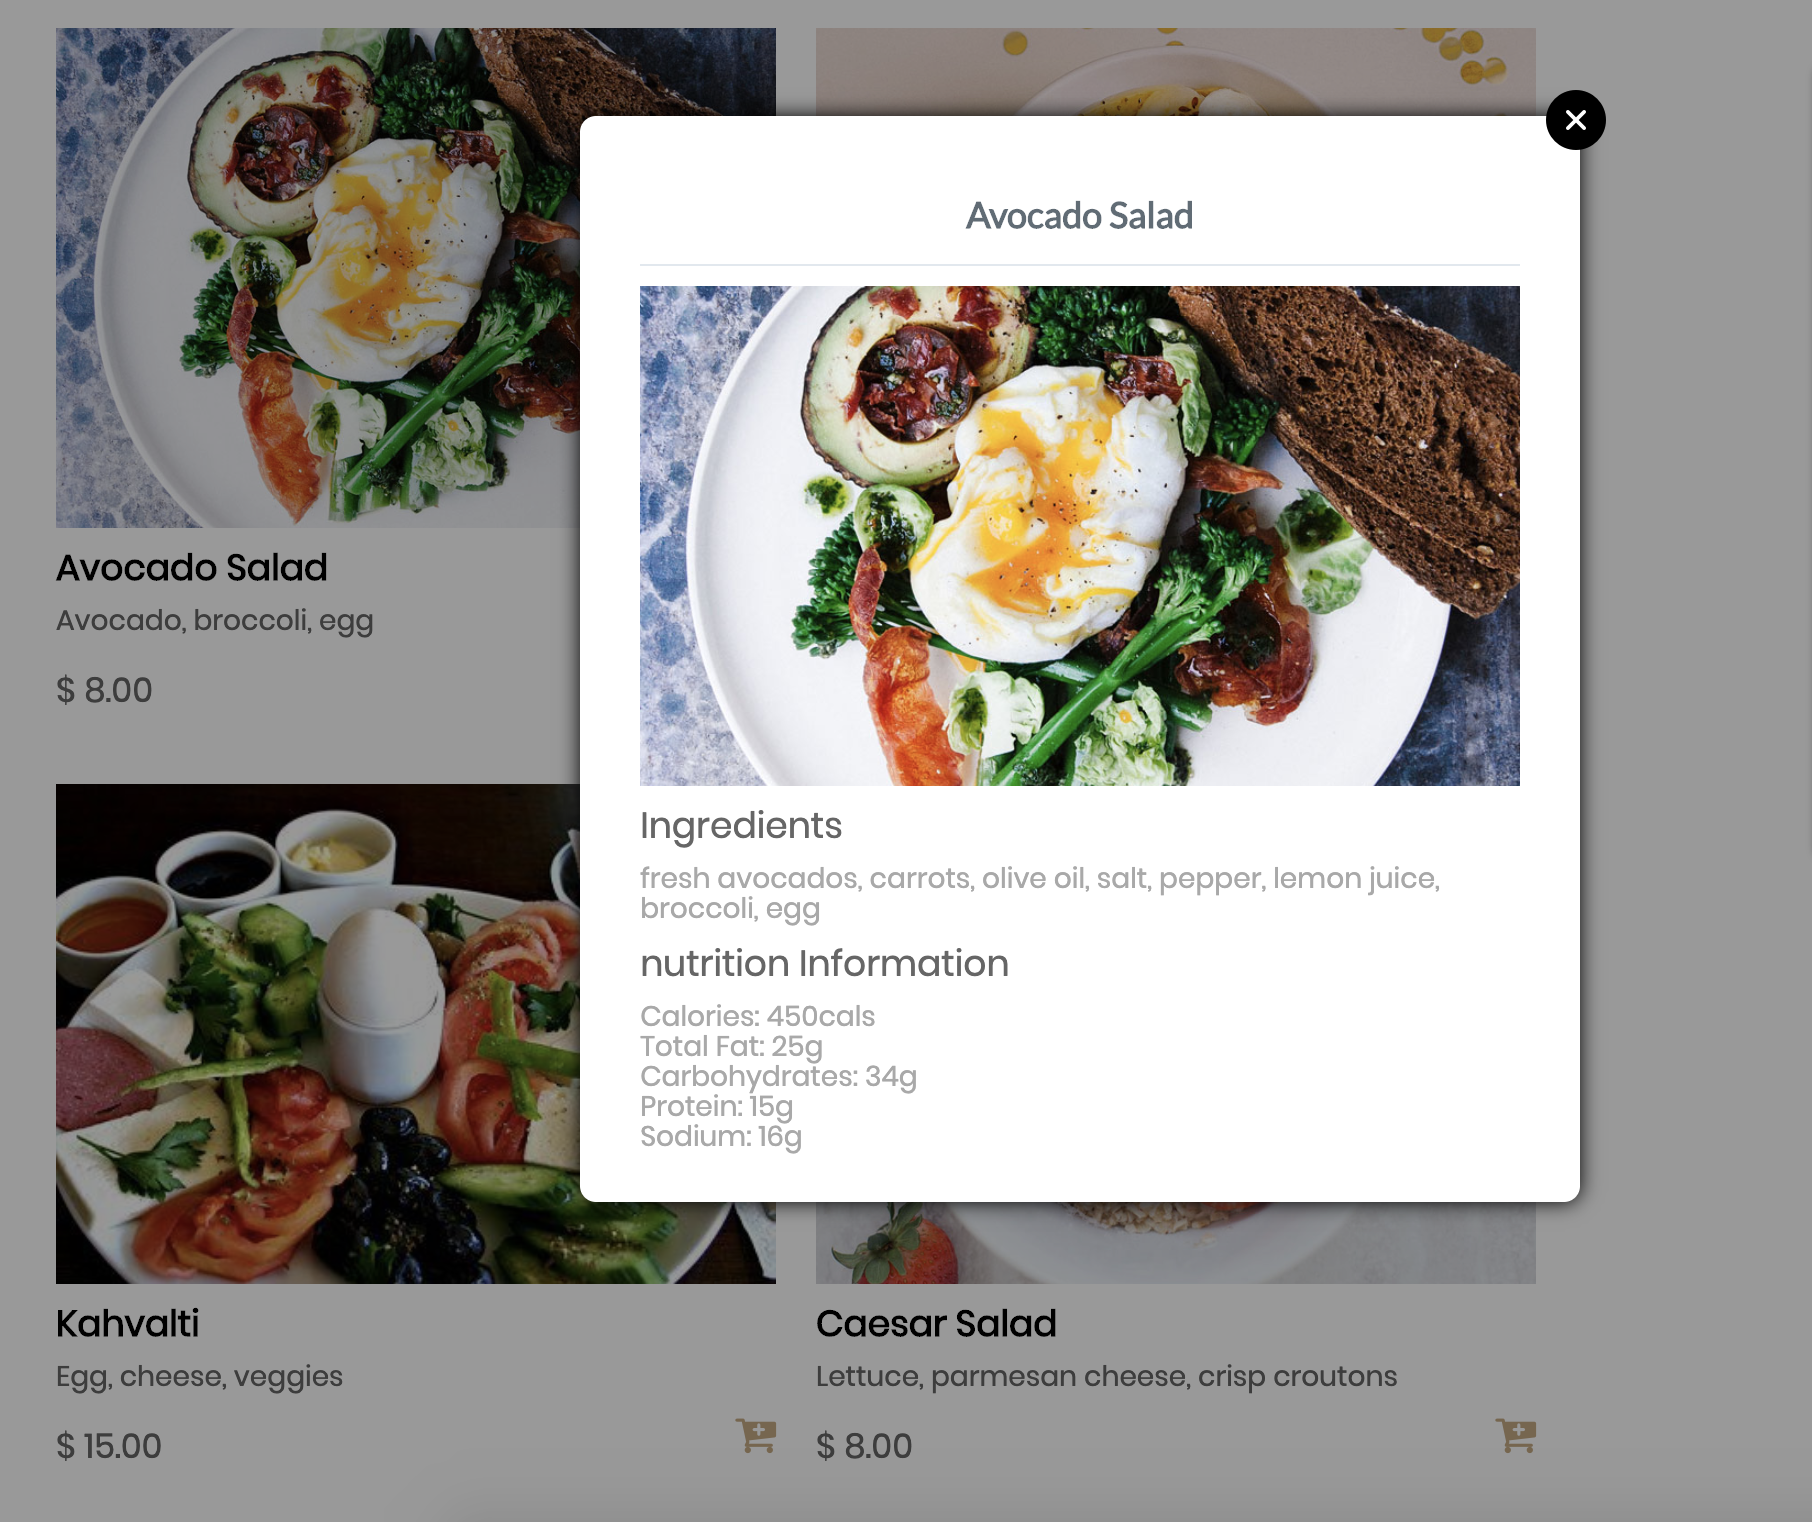 Avocado Salad
Ingredients
fresh avocados, carrots, olive oil, salt, pepper, lemon juice,
broccoli, egg
nutrition Information
Calories: 450cals
Total Fat: 25g
Carbohydrates: 34g
Protein: 15g
Sodium: 16g
Avocado Salad
Avocado, broccoli, egg
$ 8.00
Kahvalti
Egg, cheese, veggies
$ 15.00
Caesar Salad
Lettuce, parmesan cheese, crisp croutons
$ 8.00